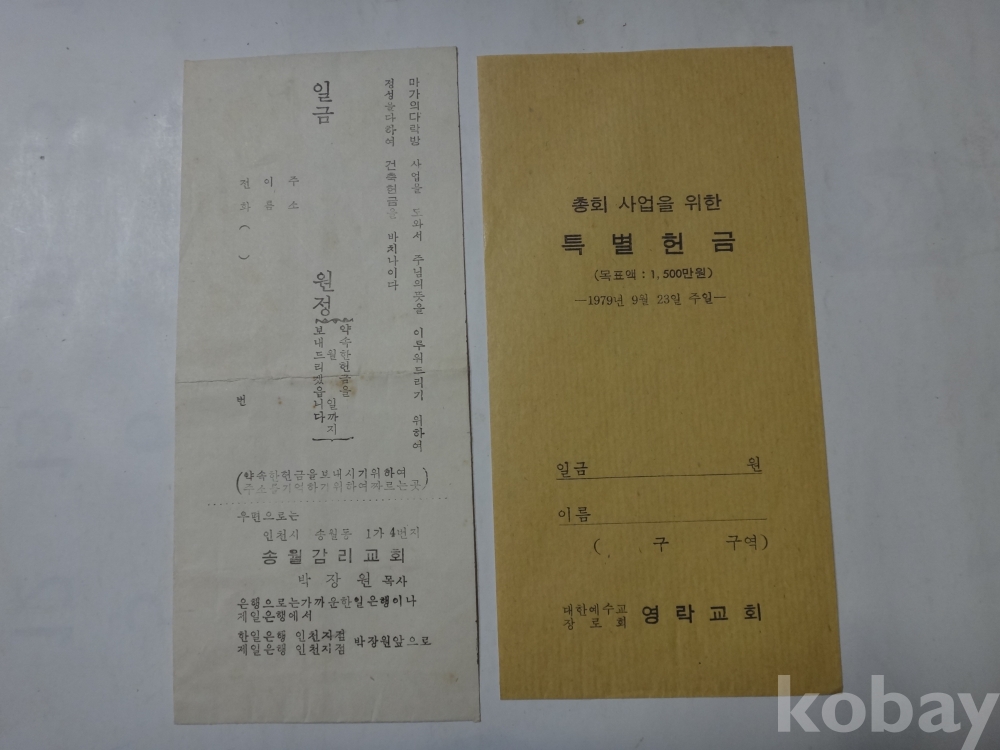 마가의다락방 사업을 도와서 주님의뜻을 이루워드리기 위하여
정성을다하여 건축헌금을 바치나이다
일금 원정
약속한헌금을
월 일까지
보내드리겠읍니다
주소
이름
전화 ( ) 번
(약속한헌금을보내시기위하여
주소를기억하기위하여짜르는곳)
우편으로는
인천시 송월동 1가 4번지
송월감리교회
박장원 목사
은행으로는가까운한일은행이나
제일은행에서
한일은행 인천지점
제일은행 인천지점 박장원앞으로
총회 사업을 위한
특별헌금
(목표액 : 1,500만원)
—1979년 9월 23일 주일—
일금 원
이름
( 구 구역)
대한예수교
장로회 영락교회
kobay